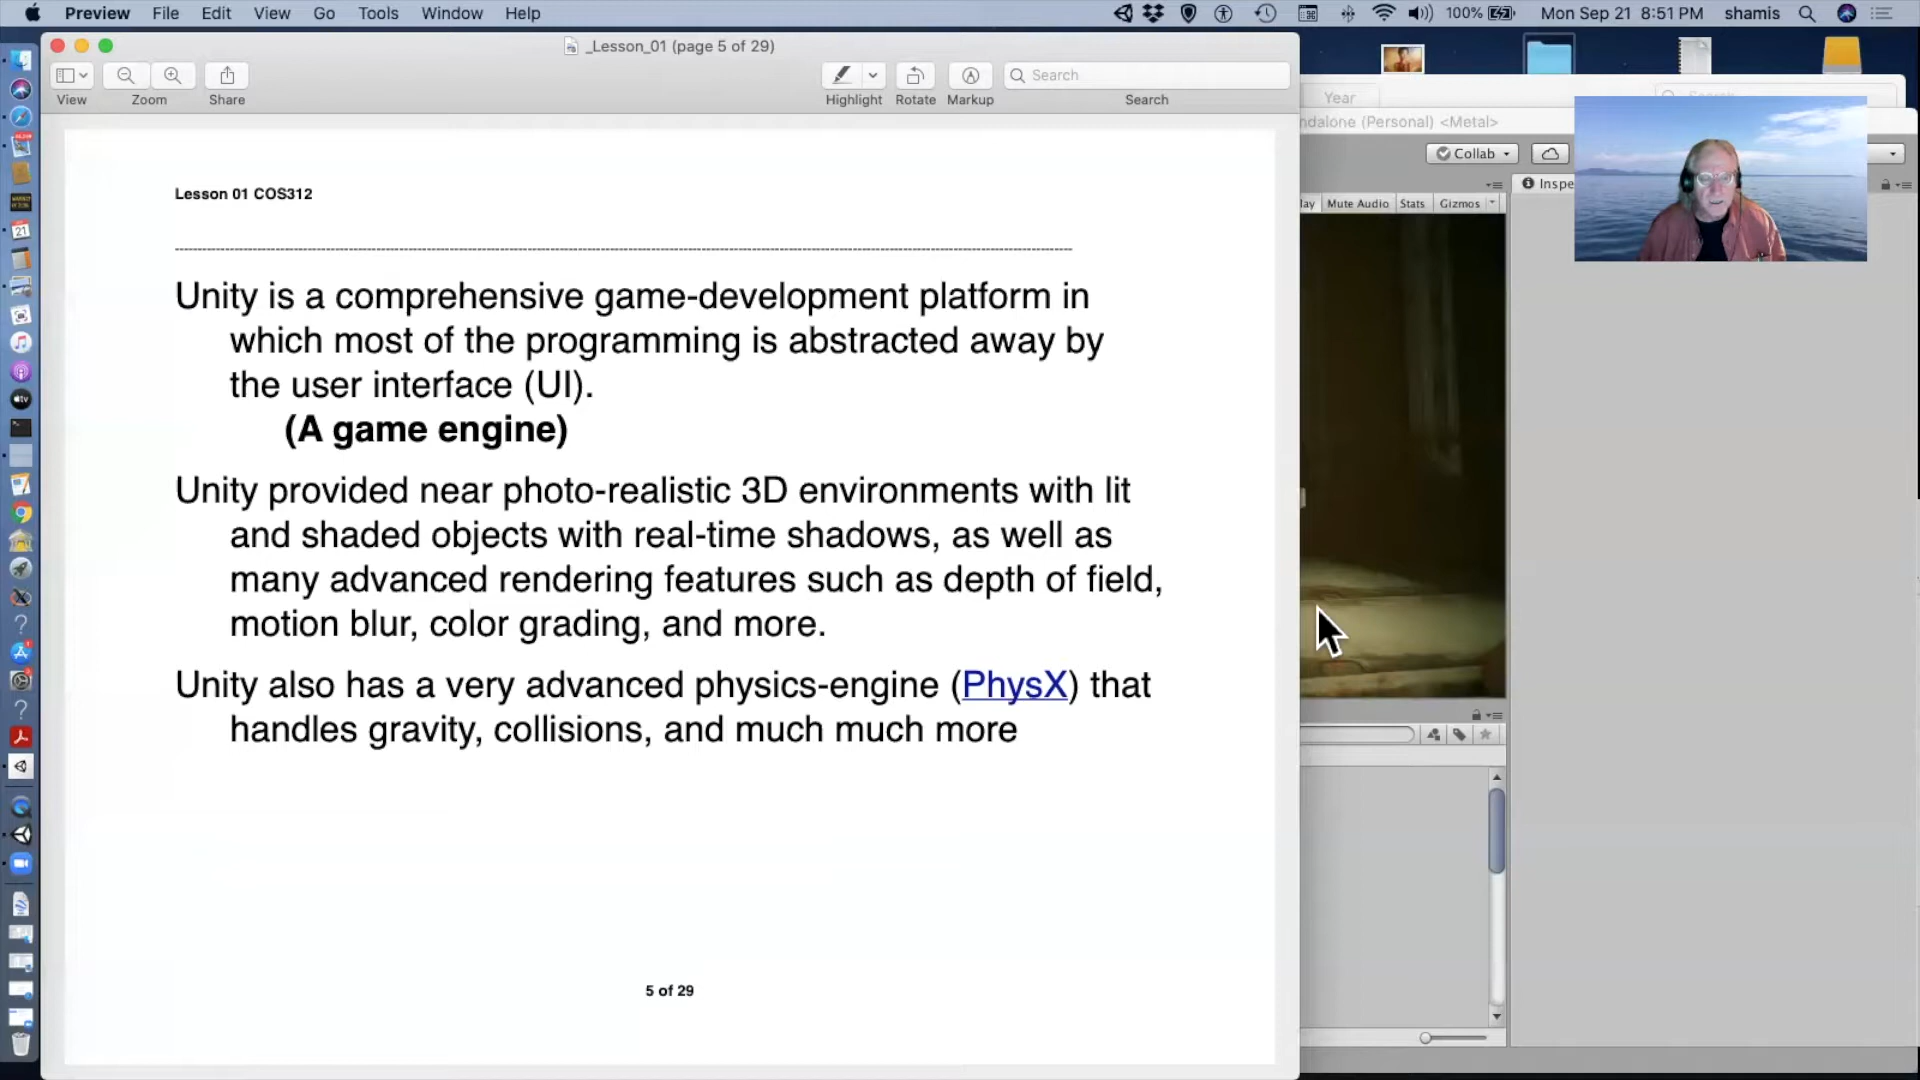 Preview File Edit View Go Tools Window Help
100% Mon Sep 21 8:51 PM shamis
_Lesson_01 (page 5 of 29)
Search
View Zoom Share Highlight Rotate Markup Search
Year
Search
ndalone (Personal) <Metal>
Collab
Inspe
lay Mute Audio Stats Gizmos
Lesson 01 COS312
Unity is a comprehensive game-development platform in
which most of the programming is abstracted away by
the user interface (UI).
(A game engine)
Unity provided near photo-realistic 3D environments with lit
and shaded objects with real-time shadows, as well as
many advanced rendering features such as depth of field,
motion blur, color grading, and more.
Unity also has a very advanced physics-engine (PhysX) that
handles gravity, collisions, and much much more
5 of 29